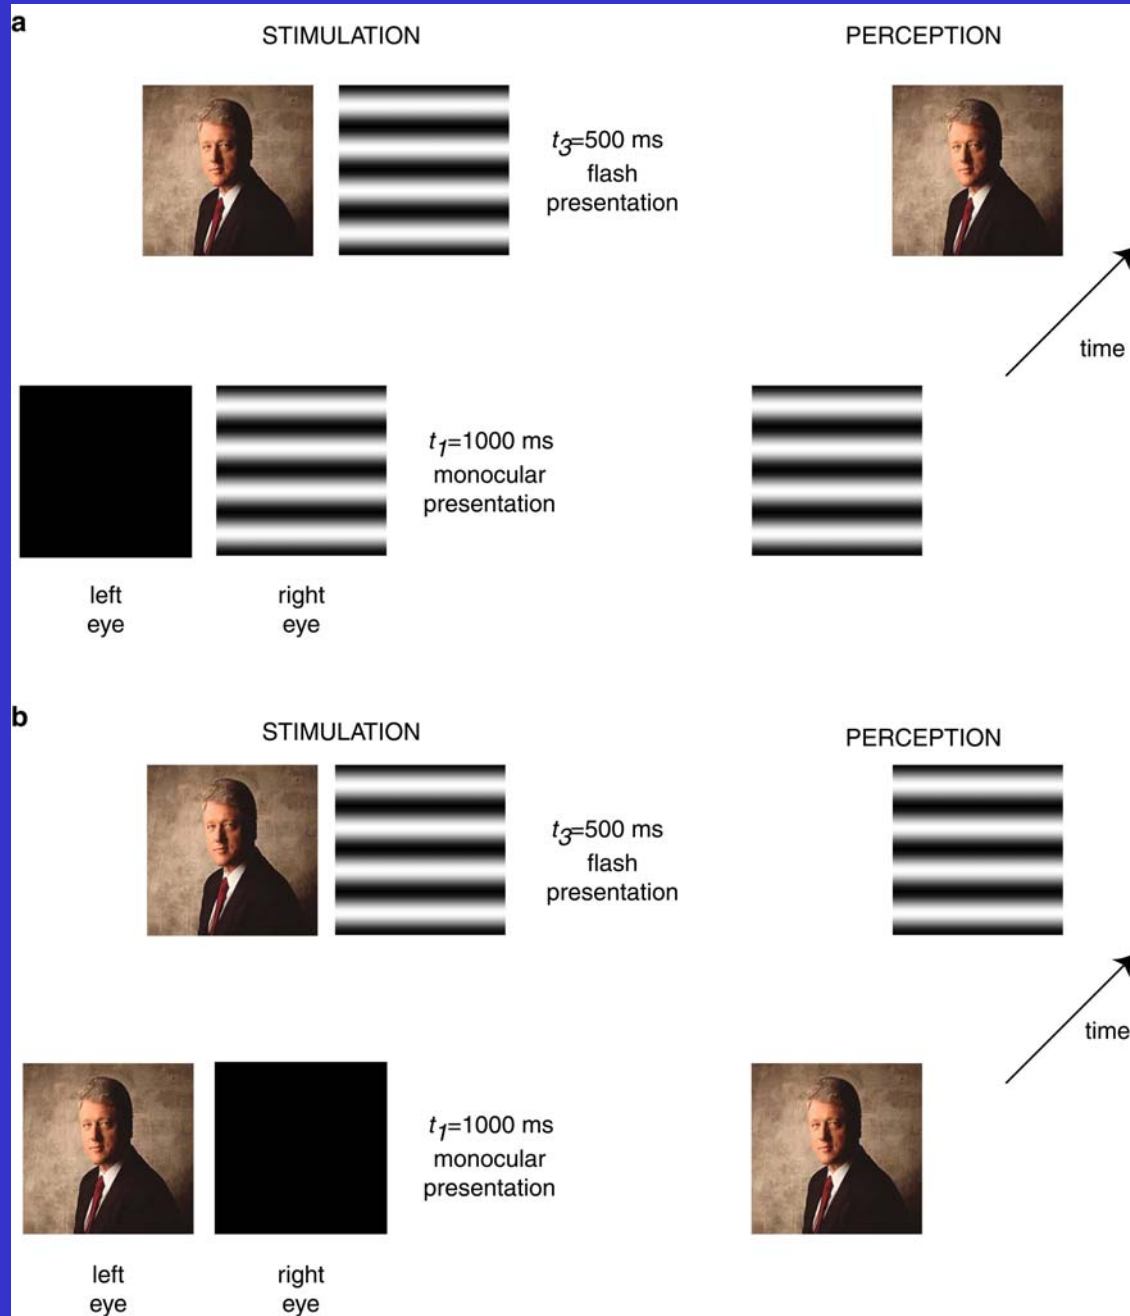 a
STIMULATION
PERCEPTION
t3=500 ms
flash
presentation
time
t1=1000 ms
monocular
presentation
left
eye
right
eye
b
STIMULATION
PERCEPTION
t3=500 ms
flash
presentation
time
t1=1000 ms
monocular
presentation
left
eye
right
eye